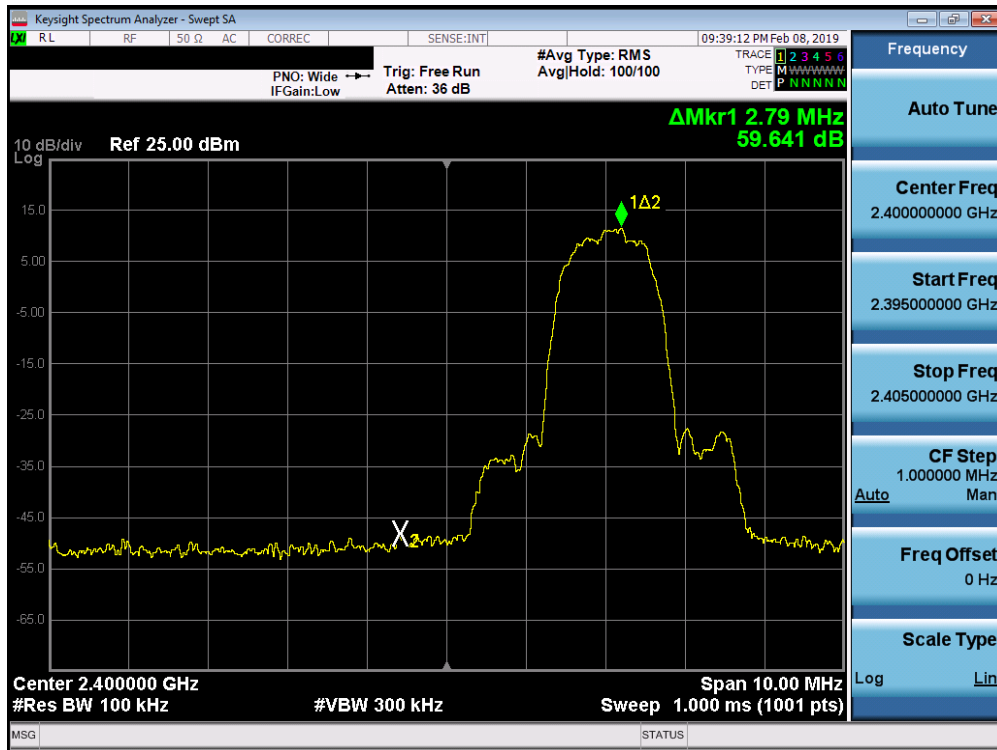 Keysight Spectrum Analyzer - Swept SA
LXI RL RF 50 Ω AC CORREC SENSE:INT 09:39:12 PM Feb 08, 2019
PNO: Wide
IFGain:Low
Trig: Free Run
Atten: 36 dB
#Avg Type: RMS
Avg|Hold: 100/100
TRACE 1 2 3 4 5 6
TYPE M WWWWW
DET P N N N N N
ΔMkr1 2.79 MHz
59.641 dB
10 dB/div Ref 25.00 dBm
Log
15.0
5.00
-5.00
-15.0
-25.0
-35.0
-45.0
-55.0
-65.0
1Δ2
X2
Center 2.400000 GHz Span 10.00 MHz
#Res BW 100 kHz #VBW 300 kHz Sweep 1.000 ms (1001 pts)
MSG STATUS
Frequency
Auto Tune
Center Freq
2.400000000 GHz
Start Freq
2.395000000 GHz
Stop Freq
2.405000000 GHz
CF Step
1.000000 MHz
Auto Man
Freq Offset
0 Hz
Scale Type
Log Lin